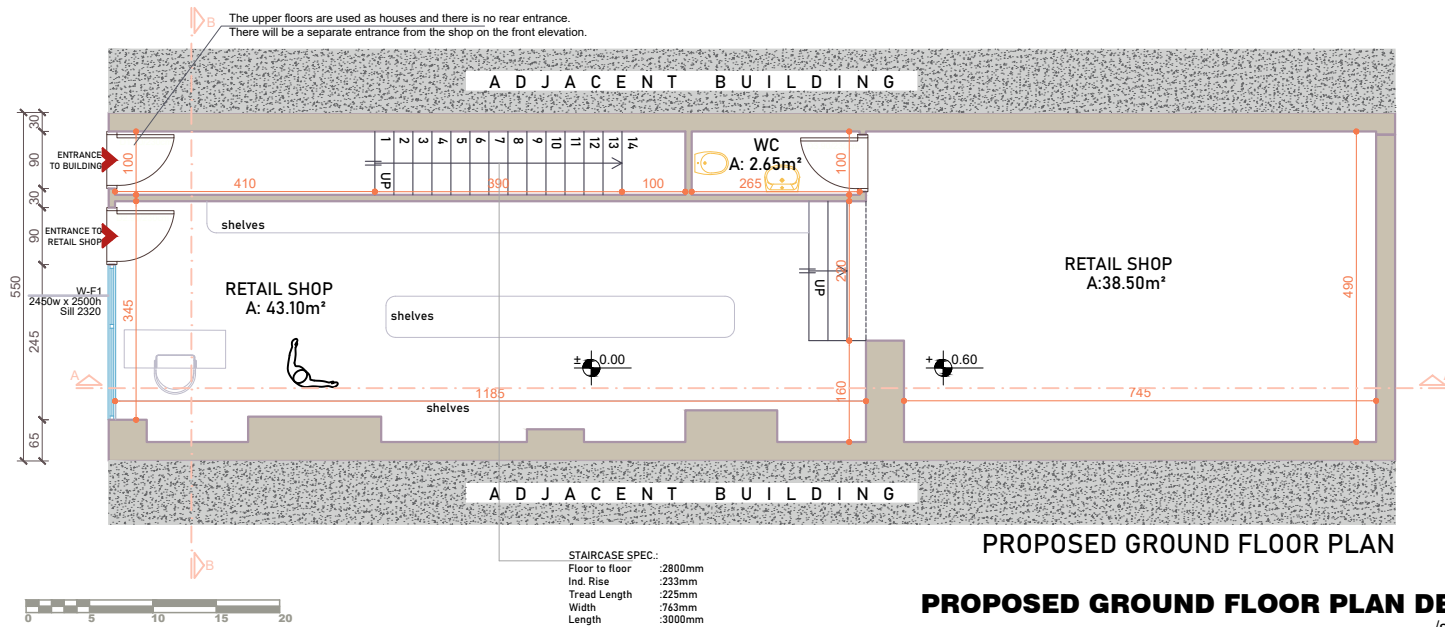 The upper floors are used as houses and there is no rear entrance.
There will be a separate entrance from the shop on the front elevation.
B
ADJACENT BUILDING
30
90
30
90
550
245
65
ENTRANCE
TO BUILDING
100
410
1 2 3 4 5 6 7 8 9 10 11 12 13 14
UP
390
100
WC
A: 2.65m²
265
100
ENTRANCE TO
RETAIL SHOP
shelves
W-F1
2450w x 2500h
Sill 2320
345
RETAIL SHOP
A: 43.10m²
shelves
UP
RETAIL SHOP
A:38.50m²
490
± 0.00
+ 0.60
A
1185
160
745
shelves
ADJACENT BUILDING
B
PROPOSED GROUND FLOOR PLAN
STAIRCASE SPEC.:
Floor to floor :2800mm
Ind. Rise :233mm
Tread Length :225mm
Width :763mm
Length :3000mm
0 5 10 15 20
PROPOSED GROUND FLOOR PLAN DE